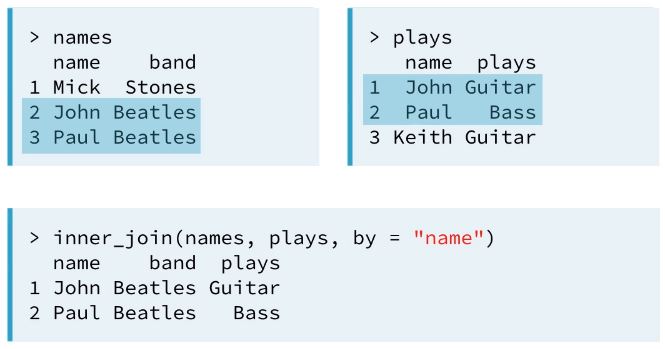 > names
  name    band
1 Mick  Stones
2 John Beatles
3 Paul Beatles
> plays
   name  plays
1  John Guitar
2  Paul   Bass
3 Keith Guitar
> inner_join(names, plays, by = "name")
  name    band  plays
1 John Beatles Guitar
2 Paul Beatles   Bass